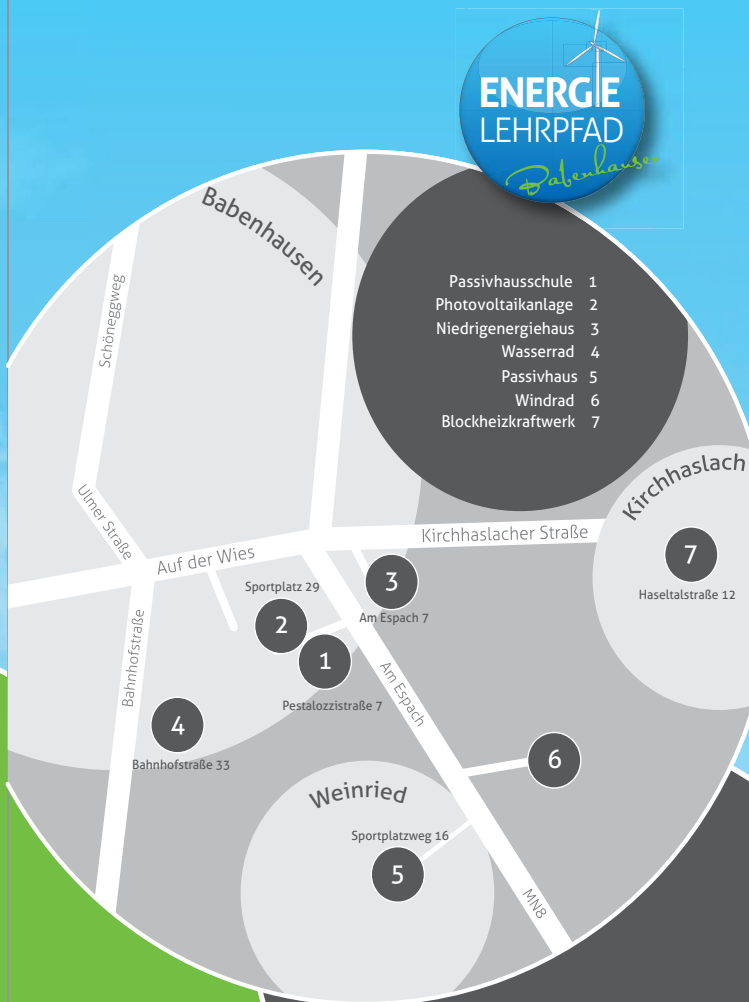 ENERGIE
LEHRPFAD
Babenhausen
Babenhausen
Schöneggweg
Passivhausschule 1
Photovoltaikanlage 2
Niedrigenergiehaus 3
Wasserrad 4
Passivhaus 5
Windrad 6
Blockheizkraftwerk 7
Kirchhaslach
Ulmer Straße
Kirchhaslacher Straße
Auf der Wies
7
Haseltalstraße 12
3
Am Espach 7
Sportplatz 29
2
1
Pestalozzistraße 7
Bahnhofstraße
Am Espach
4
Bahnhofstraße 33
6
Weinried
Sportplatzweg 16
5
MN8